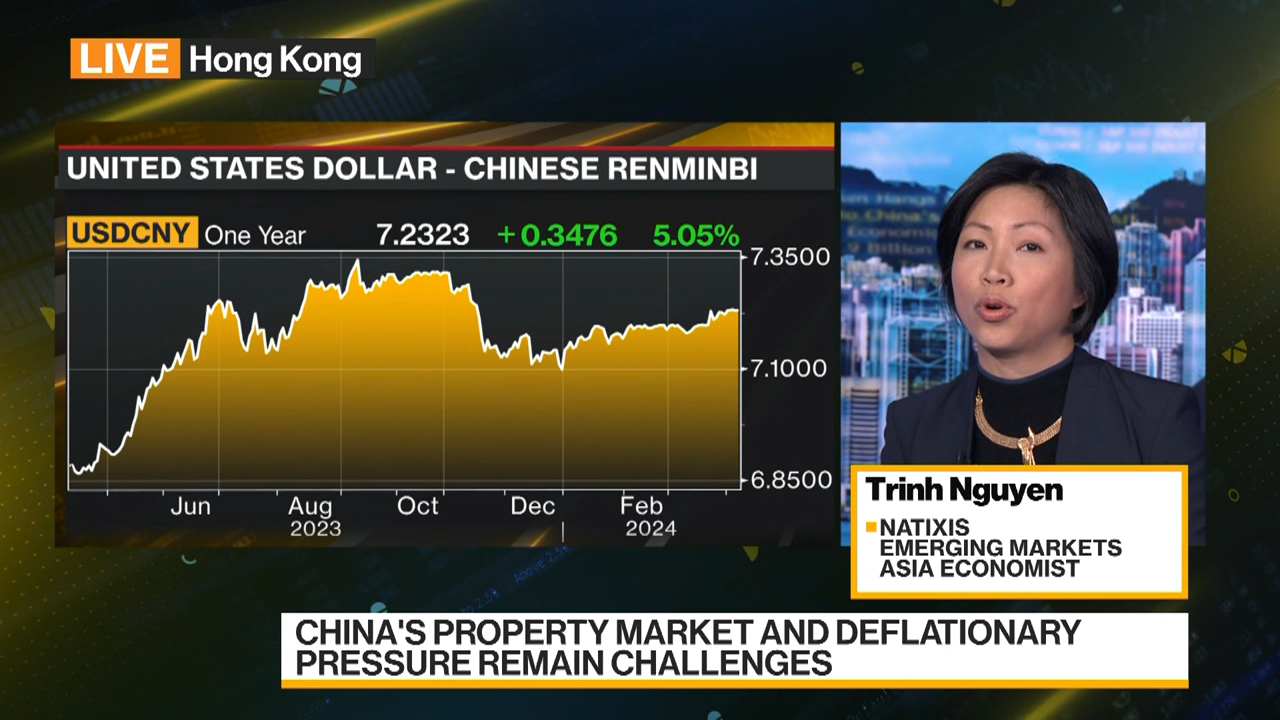 LIVE Hong Kong
UNITED STATES DOLLAR - CHINESE RENMINBI
USDCNY One Year 7.2323 +0.3476 5.05%
7.3500
7.1000
6.8500
Jun Aug Oct Dec Feb
2023 2024
Trinh Nguyen
NATIXIS
EMERGING MARKETS
ASIA ECONOMIST
CHINA'S PROPERTY MARKET AND DEFLATIONARY
PRESSURE REMAIN CHALLENGES